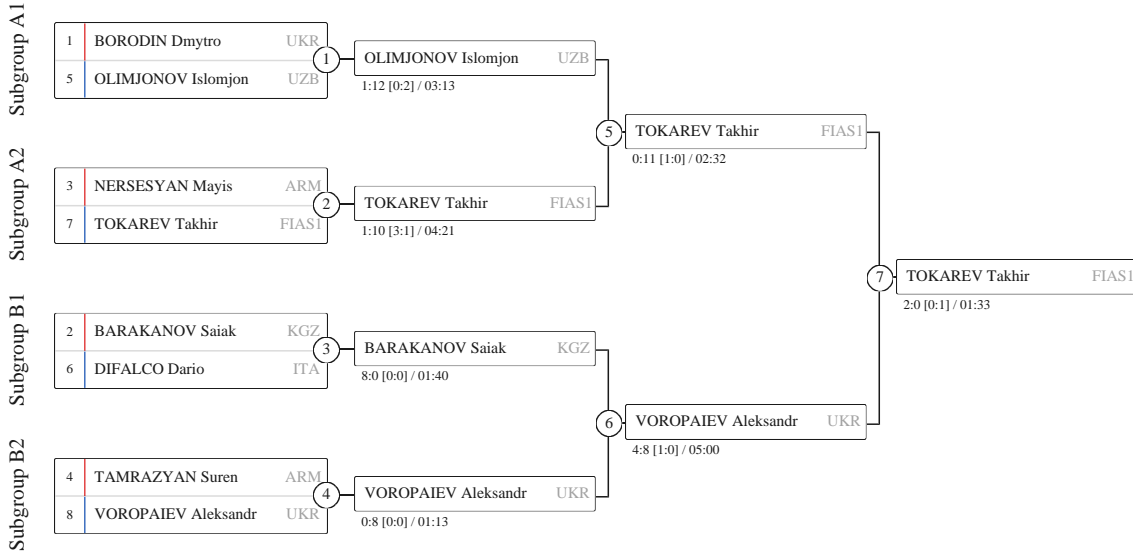 Subgroup A1
1 BORODIN Dmytro UKR
5 OLIMJONOV Islomjon UZB
1
OLIMJONOV Islomjon UZB
1:12 [0:2] / 03:13
Subgroup A2
3 NERSESYAN Mayis ARM
7 TOKAREV Takhir FIAS1
2
TOKAREV Takhir FIAS1
1:10 [3:1] / 04:21
5
TOKAREV Takhir FIAS1
0:11 [1:0] / 02:32
Subgroup B1
2 BARAKANOV Saiak KGZ
6 DIFALCO Dario ITA
3
BARAKANOV Saiak KGZ
8:0 [0:0] / 01:40
Subgroup B2
4 TAMRAZYAN Suren ARM
8 VOROPAIEV Aleksandr UKR
4
VOROPAIEV Aleksandr UKR
0:8 [0:0] / 01:13
6
VOROPAIEV Aleksandr UKR
4:8 [1:0] / 05:00
7
TOKAREV Takhir FIAS1
2:0 [0:1] / 01:33